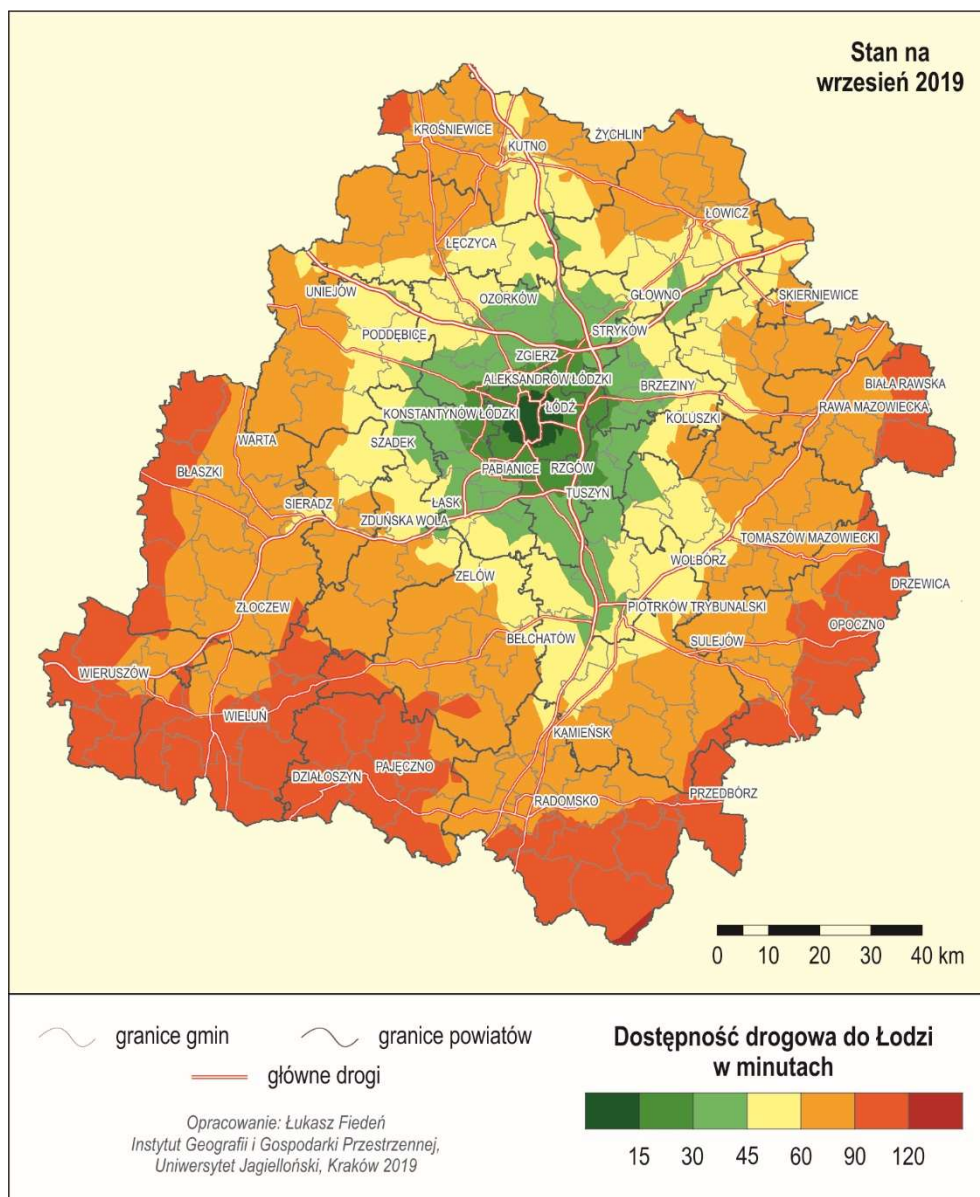 Stan na
wrzesień 2019
KROŚNIEWICE
KUTNO
ŻYCHLIN
ŁOWICZ
ŁĘCZYCA
UNIEJÓW
OZORKÓW
GŁOWNO
SKIERNIEWICE
PODDĘBICE
STRYKÓW
ZGIERZ
ALEKSANDRÓW ŁÓDZKI
BRZEZINY
BIAŁA RAWSKA
KONSTANTYNÓW ŁÓDZKI
ŁÓDŹ
KOLUSZKI
RAWA MAZOWIECKA
WARTA
SZADEK
BŁASZKI
PABIANICE
RZGÓW
SIERADZ
ŁASK
TUSZYN
ZDUŃSKA WOLA
TOMASZÓW MAZOWIECKI
WOLBÓRZ
ZELÓW
DRZEWICA
ZŁOCZEW
PIOTRKÓW TRYBUNALSKI
OPOCZNO
BEŁCHATÓW
SULEJÓW
WIERUSZÓW
WIELUŃ
KAMIEŃSK
PAJĘCZNO
DZIAŁOSZYN
PRZEDBÓRZ
RADOMSKO
0 10 20 30 40 km
granice gmin
granice powiatów
główne drogi
Opracowanie: Łukasz Fiedeń
Instytut Geografii i Gospodarki Przestrzennej,
Uniwersytet Jagielloński, Kraków 2019
Dostępność drogowa do Łodzi
w minutach
15 30 45 60 90 120